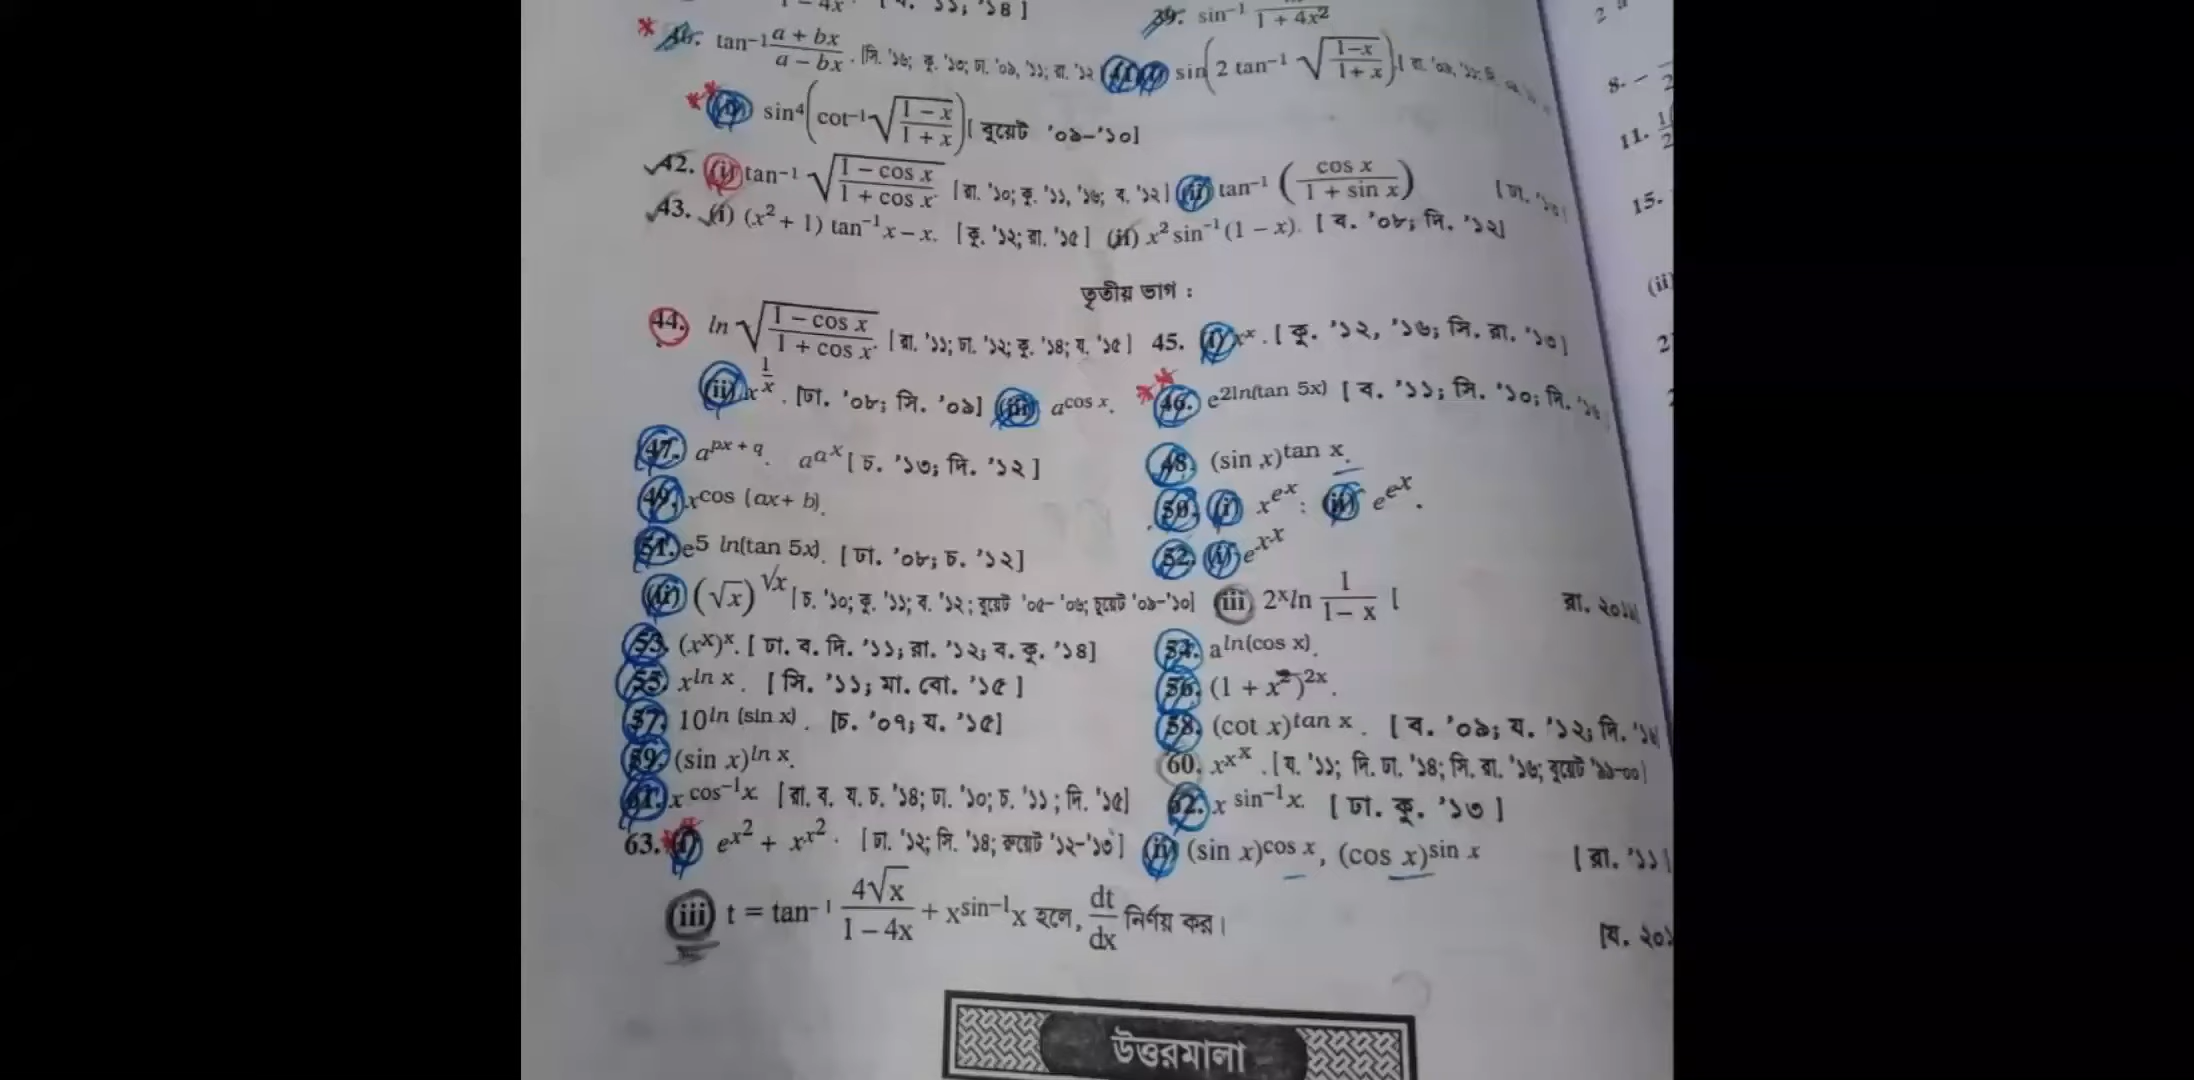 39. sin⁻¹ 1 + 4x²
tan⁻¹ a + bx / a − bx . [সি. '১৬; কু. '১৩; ঢা. '০৯, '১১; রা. '১২ sin(2 tan⁻¹ √(1−x / 1+x)).
sin⁴(cot⁻¹√(1 − x / 1 + x)) [ বুয়েট '০৯−'১০]
42. (i) tan⁻¹ √(1 − cos x / 1 + cos x) [রা. '১০; কু. '১১, '১৬; ব. '১২] (ii) tan⁻¹ (cos x / 1 + sin x)
43. (i) (x² + 1) tan⁻¹x − x. [কু. '১২; রা. '১৫] (ii) x² sin⁻¹(1 − x). [ ব. '০৮; সি. '১২]
তৃতীয় ভাগ :
44. ln √(1 − cos x / 1 + cos x) [ রা. '১১; ঢা. '১২; কু. '১৪; য. '১৫] 45. (i) xˣ. [ কু. '১২, '১৬; সি. রা. '১০]
(ii) x^(1/x) . [ঢা. '০৮; সি. '০৯] (iii) a^(cos x). 46. e^(2ln(tan 5x)) [ ব. '১১; সি. '১০;
47. a^(px + q). a^(a^x) [ চ. '১৩; দি. '১২ ]
48. (sin x)^(tan x).
49. x^(cos (ax+ b)).
50. (i) x^(e^x) : (ii) e^(e^x) .
51. e^(5 ln(tan 5x)). [ ঢা. '০৮; চ. '১২]
52. (i) e^(x^x)
(ii) (√x)^(√x) [ চ. '১০; কু. '১১; ব. '১২ ; বুয়েট '০৫− '০৬; চুয়েট '০৯−'১০] (iii) 2ˣln 1 / 1 − x [
53. (xˣ)ˣ. [ ঢা. ব. দি. '১১; রা. '১২; ব. কু. '১৪]
54. a^(ln(cos x)).
55. x^(ln x) . [ সি. '১১; মা. বো. '১৫ ]
56. (1 + x²)^(2x).
57. 10^(ln (sin x)) . [চ. '০৭; য. '১৫]
58. (cot x)^(tan x) . [ ব. '০৯; য. '১২; দি.
59. (sin x)^(ln x).
60. x^(x^x) . [য. '১১; দি. ঢা. '১৪; সি. রা. '১৬; বুয়েট '৯৯-০০]
61. x^(cos⁻¹x). [রা. ব. য. চ. '১৪; ঢা. '১০; চ. '১১ ; দি. '১৫]
62. x^(sin⁻¹x). [ ঢা. কু. '১৩ ]
63. (i) e^(x²) + x^(x²) . [ ঢা. '১২; সি. '১৪; রুয়েট '১২−'১৩ ] (ii) (sin x)^(cos x), (cos x)^(sin x) [ রা. '১১ ]
(iii) t = tan⁻¹ 4√x / 1 − 4x + x^(sin⁻¹x) হলে, dt/dx নির্ণয় কর।
উত্তরমালা
8. −
11.
15.
(ii)